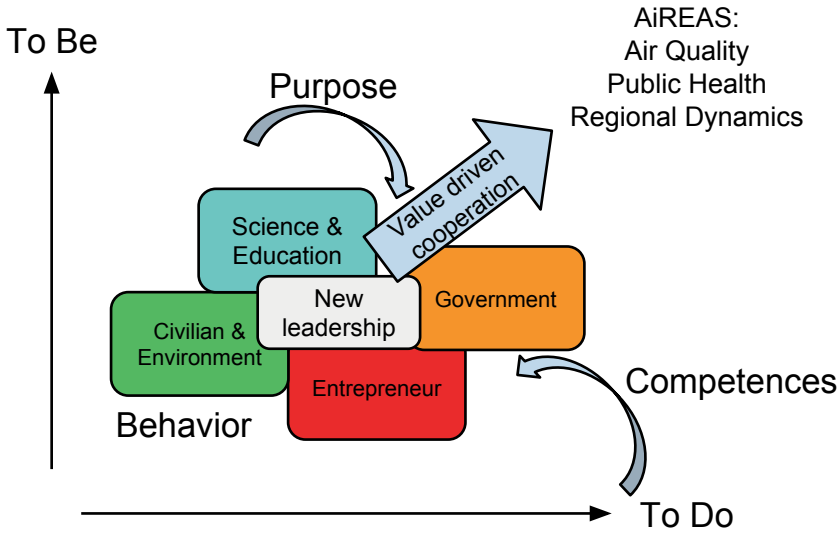 AiREAS:
Air Quality
Public Health
Regional Dynamics
To Be
Purpose
Value driven
cooperation
Science &
Education
New
leadership
Government
Civilian &
Environment
Entrepreneur
Competences
Behavior
To Do